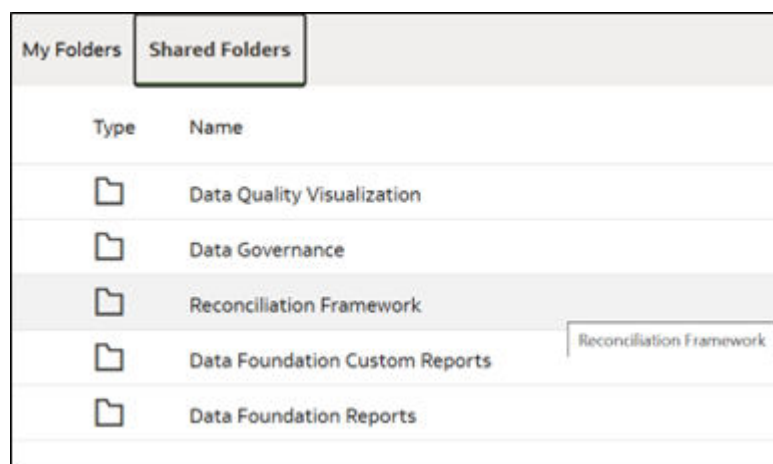 My Folders Shared Folders
Type Name
Data Quality Visualization
Data Governance
Reconciliation Framework
Reconciliation Framework
Data Foundation Custom Reports
Data Foundation Reports